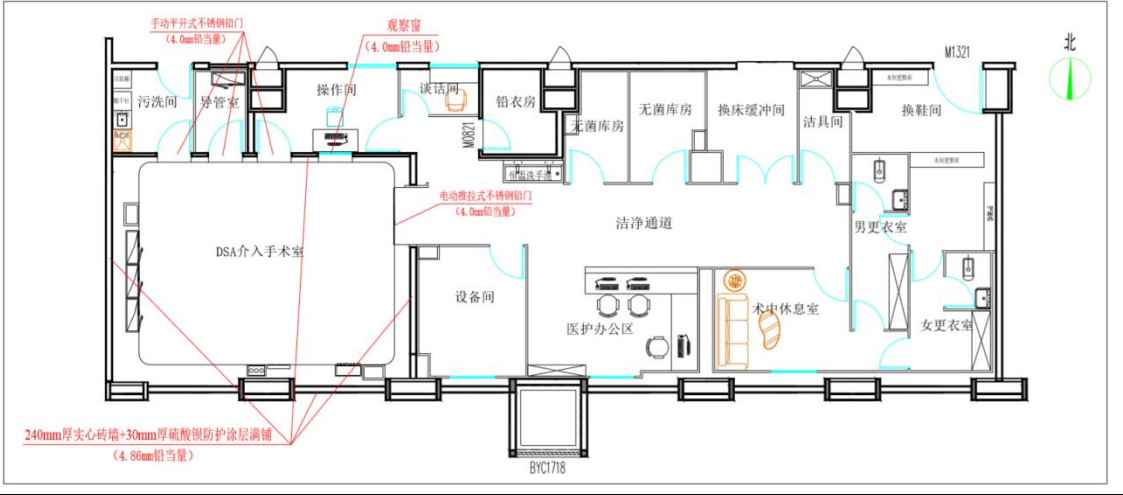 手动平开式不锈钢铅门
(4.0mm铅当量)
观察窗
(4.0mm铅当量)
北
M1321
污洗间
导管室
操作间
谈话间
铅衣房
M0821
无菌库房
无菌库房
换床缓冲间
洁具间
换鞋间
恒温洗手池
电动推拉式不锈钢铅门
(4.0mm铅当量)
洁净通道
男更衣室
DSA介入手术室
设备间
医护办公区
术中休息室
女更衣室
240mm厚实心砖墙+30mm厚硫酸钡防护涂层满铺
(4.86mm铅当量)
BYC1718